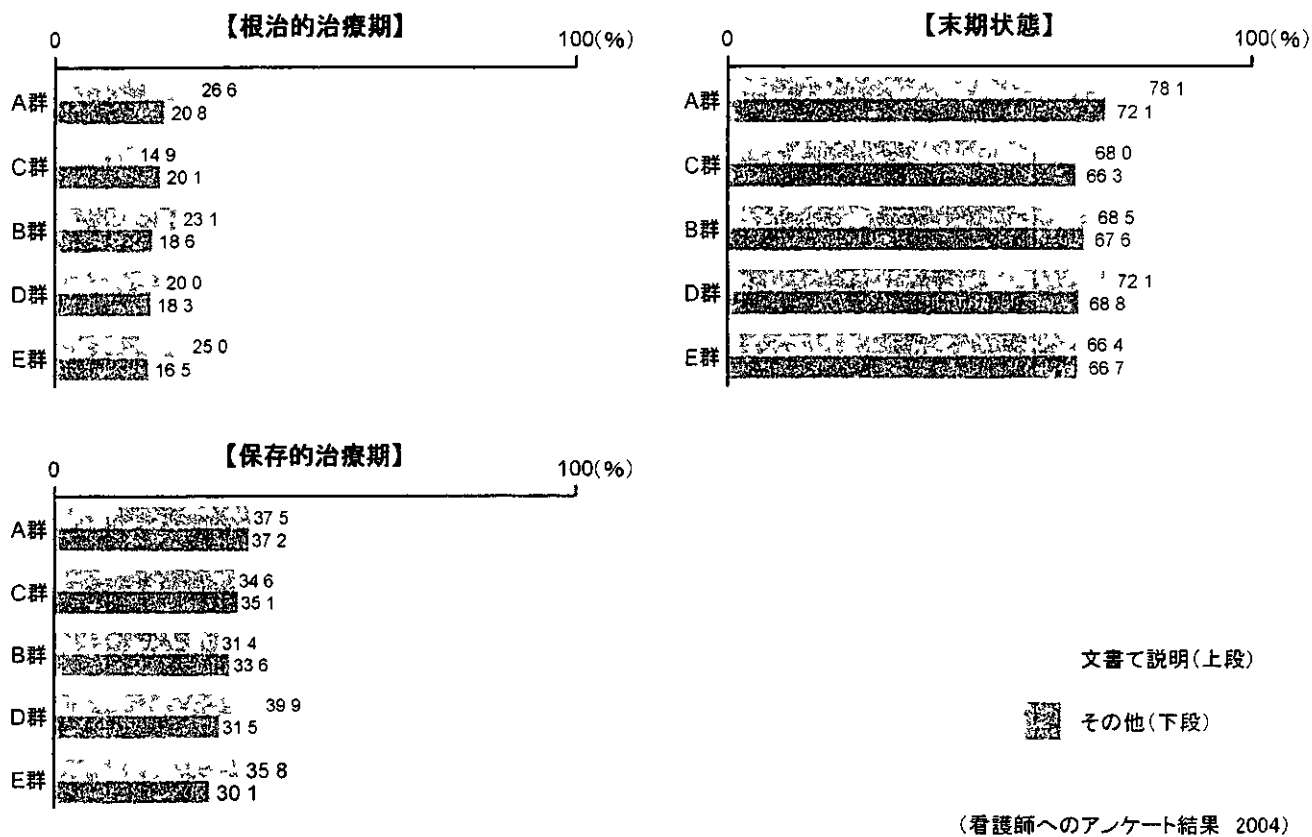 【根治的治療期】
0 100(%)
A群 26 6
20 8
C群 14 9
20 1
B群 23 1
18 6
D群 20 0
18 3
E群 25 0
16 5
【末期状態】
0 100(%)
A群 78 1
72 1
C群 68 0
66 3
B群 68 5
67 6
D群 72 1
68 8
E群 66 4
66 7
【保存的治療期】
0 100(%)
A群 37 5
37 2
C群 34 6
35 1
B群 31 4
33 6
D群 39 9
31 5
E群 35 8
30 1
文書て説明(上段)
その他(下段)
(看護師へのアンケート結果 2004)